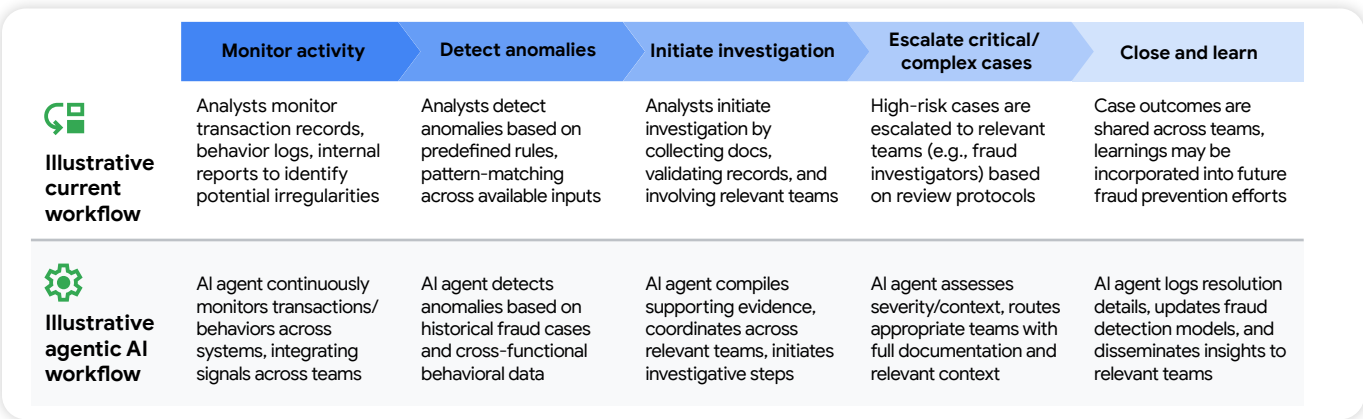 Monitor activity
Detect anomalies
Initiate investigation
Escalate critical/
complex cases
Close and learn
Illustrative
current
workflow
Analysts monitor
transaction records,
behavior logs, internal
reports to identify
potential irregularities
Analysts detect
anomalies based on
predefined rules,
pattern-matching
across available inputs
Analysts initiate
investigation by
collecting docs,
validating records, and
involving relevant teams
High-risk cases are
escalated to relevant
teams (e.g., fraud
investigators) based
on review protocols
Case outcomes are
shared across teams,
learnings may be
incorporated into future
fraud prevention efforts
Illustrative
agentic AI
workflow
AI agent continuously
monitors transactions/
behaviors across
systems, integrating
signals across teams
AI agent detects
anomalies based on
historical fraud cases
and cross-functional
behavioral data
AI agent compiles
supporting evidence,
coordinates across
relevant teams, initiates
investigative steps
AI agent assesses
severity/context, routes
appropriate teams with
full documentation and
relevant context
AI agent logs resolution
details, updates fraud
detection models, and
disseminates insights to
relevant teams